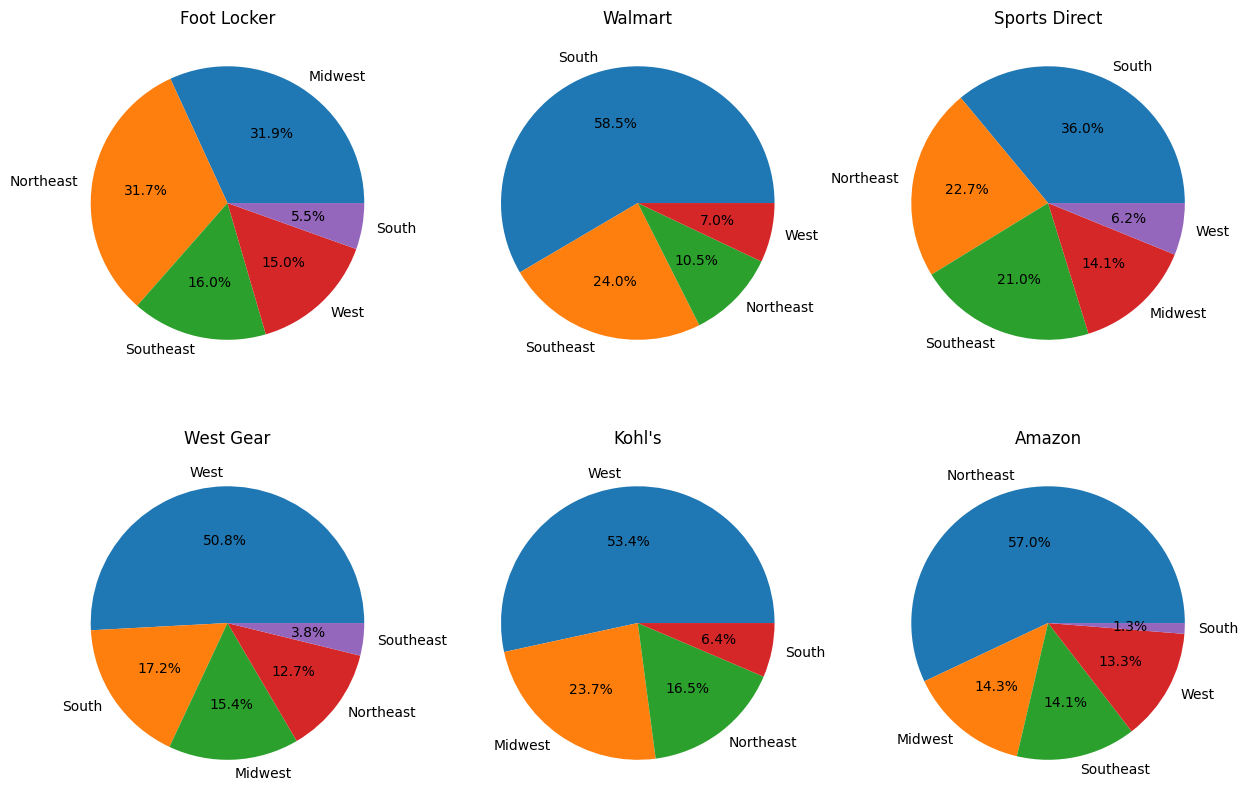 Foot Locker
Midwest
31.9%
Northeast
31.7%
Southeast
16.0%
West
15.0%
South
5.5%
Walmart
South
58.5%
Southeast
24.0%
Northeast
10.5%
West
7.0%
Sports Direct
South
36.0%
Northeast
22.7%
Southeast
21.0%
Midwest
14.1%
West
6.2%
West Gear
West
50.8%
South
17.2%
Midwest
15.4%
Northeast
12.7%
Southeast
3.8%
Kohl's
West
53.4%
Midwest
23.7%
Northeast
16.5%
South
6.4%
Amazon
Northeast
57.0%
Midwest
14.3%
Southeast
14.1%
West
13.3%
South
1.3%